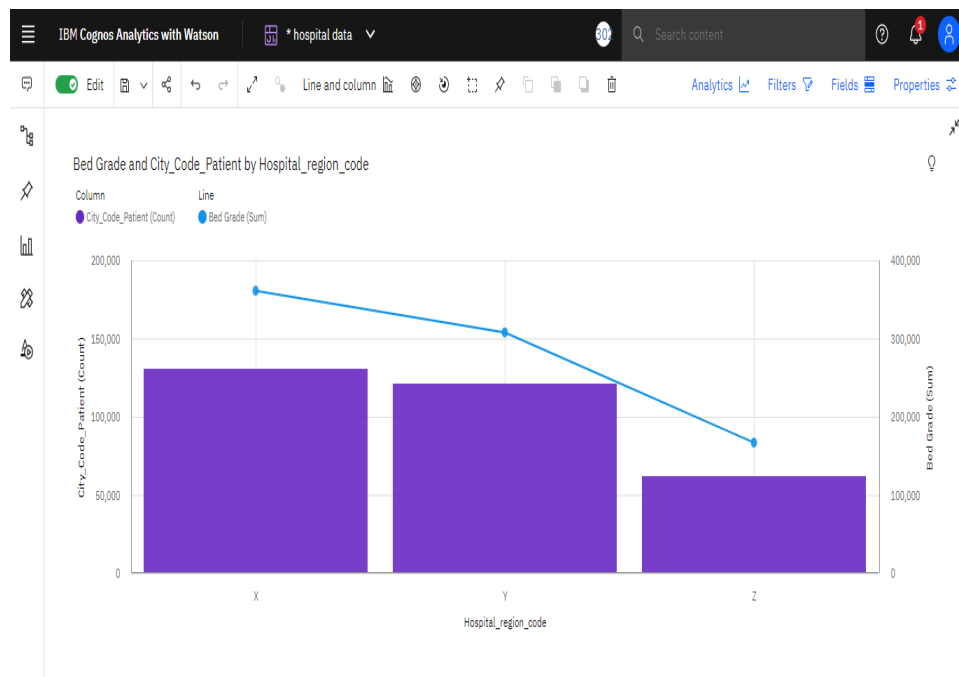 IBM Cognos Analytics with Watson
* hospital data
302
Search content
1
Edit
Line and column
Analytics
Filters
Fields
Properties
Bed Grade and City_Code_Patient by Hospital_region_code
Column
Line
City_Code_Patient (Count)
Bed Grade (Sum)
200,000
150,000
100,000
50,000
0
City_Code_Patient (Count)
400,000
300,000
200,000
100,000
0
Bed Grade (Sum)
X
Y
Z
Hospital_region_code